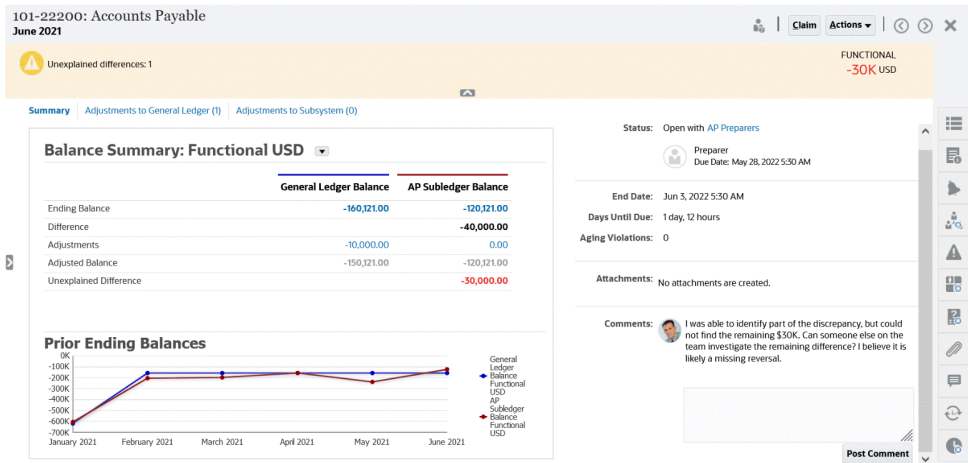 101-22200: Accounts Payable
June 2021
Claim
Actions
Unexplained differences: 1
FUNCTIONAL
-30K USD
Summary
Adjustments to General Ledger (1)
Adjustments to Subsystem (0)
Balance Summary: Functional USD
General Ledger Balance AP Subledger Balance
Ending Balance -160,121.00 -120,121.00
Difference -40,000.00
Adjustments -10,000.00 0.00
Adjusted Balance -150,121.00 -120,121.00
Unexplained Difference -30,000.00
Prior Ending Balances
0K
-100K
-200K
-300K
-400K
-500K
-600K
-700K
January 2021 February 2021 March 2021 April 2021 May 2021 June 2021
General
Ledger
Balance
Functional
USD
AP
Subledger
Balance
Functional
USD
Status: Open with AP Preparers
Preparer
Due Date: May 28, 2022 5:30 AM
End Date: Jun 3, 2022 5:30 AM
Days Until Due: 1 day, 12 hours
Aging Violations: 0
Attachments: No attachments are created.
Comments: I was able to identify part of the discrepancy, but could
not find the remaining $30K. Can someone else on the
team investigate the remaining difference? I believe it is
likely a missing reversal.
Post Comment